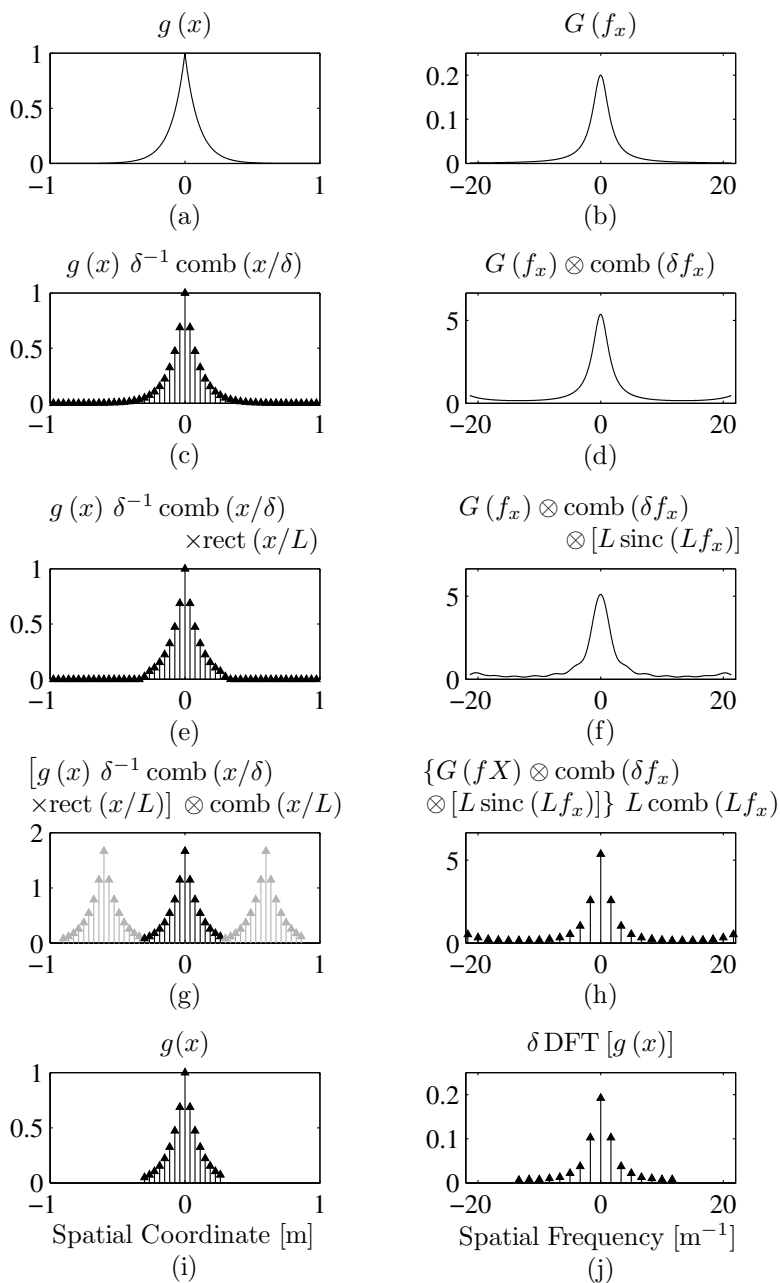 g (x)
G (f_x)
1
0.5
0
−1
0
1
(a)
0.2
0.1
0
−20
0
20
(b)
g (x) δ⁻¹ comb (x/δ)
G (f_x) ⊗ comb (δf_x)
1
0.5
0
−1
0
1
(c)
5
0
−20
0
20
(d)
g (x) δ⁻¹ comb (x/δ)
×rect (x/L)
G (f_x) ⊗ comb (δf_x)
⊗ [L sinc (Lf_x)]
1
0.5
0
−1
0
1
(e)
5
0
−20
0
20
(f)
[g (x) δ⁻¹ comb (x/δ)
×rect (x/L)] ⊗ comb (x/L)
{G (fX) ⊗ comb (δf_x)
⊗ [L sinc (Lf_x)]} L comb (Lf_x)
2
1
0
−1
0
1
(g)
5
0
−20
0
20
(h)
g(x)
δ DFT [g (x)]
1
0.5
0
−1
0
1
Spatial Coordinate [m]
(i)
0.2
0.1
0
−20
0
20
Spatial Frequency [m⁻¹]
(j)